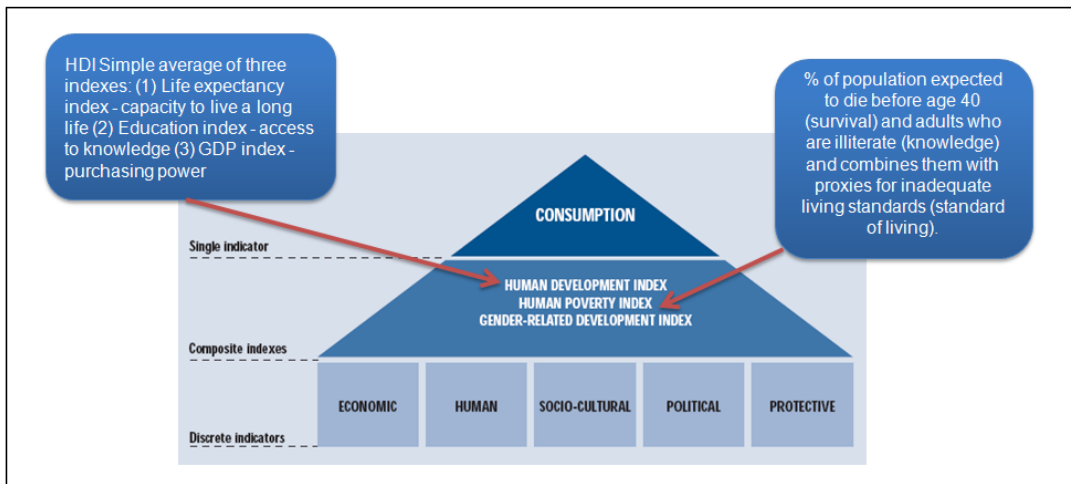 HDI Simple average of three
indexes: (1) Life expectancy
index - capacity to live a long
life (2) Education index - access
to knowledge (3) GDP index -
purchasing power
% of population expected
to die before age 40
(survival) and adults who
are illiterate (knowledge)
and combines them with
proxies for inadequate
living standards (standard
of living).
CONSUMPTION
Single indicator
HUMAN DEVELOPMENT INDEX
HUMAN POVERTY INDEX
GENDER-RELATED DEVELOPMENT INDEX
Composite indexes
ECONOMIC
HUMAN
SOCIO-CULTURAL
POLITICAL
PROTECTIVE
Discrete indicators